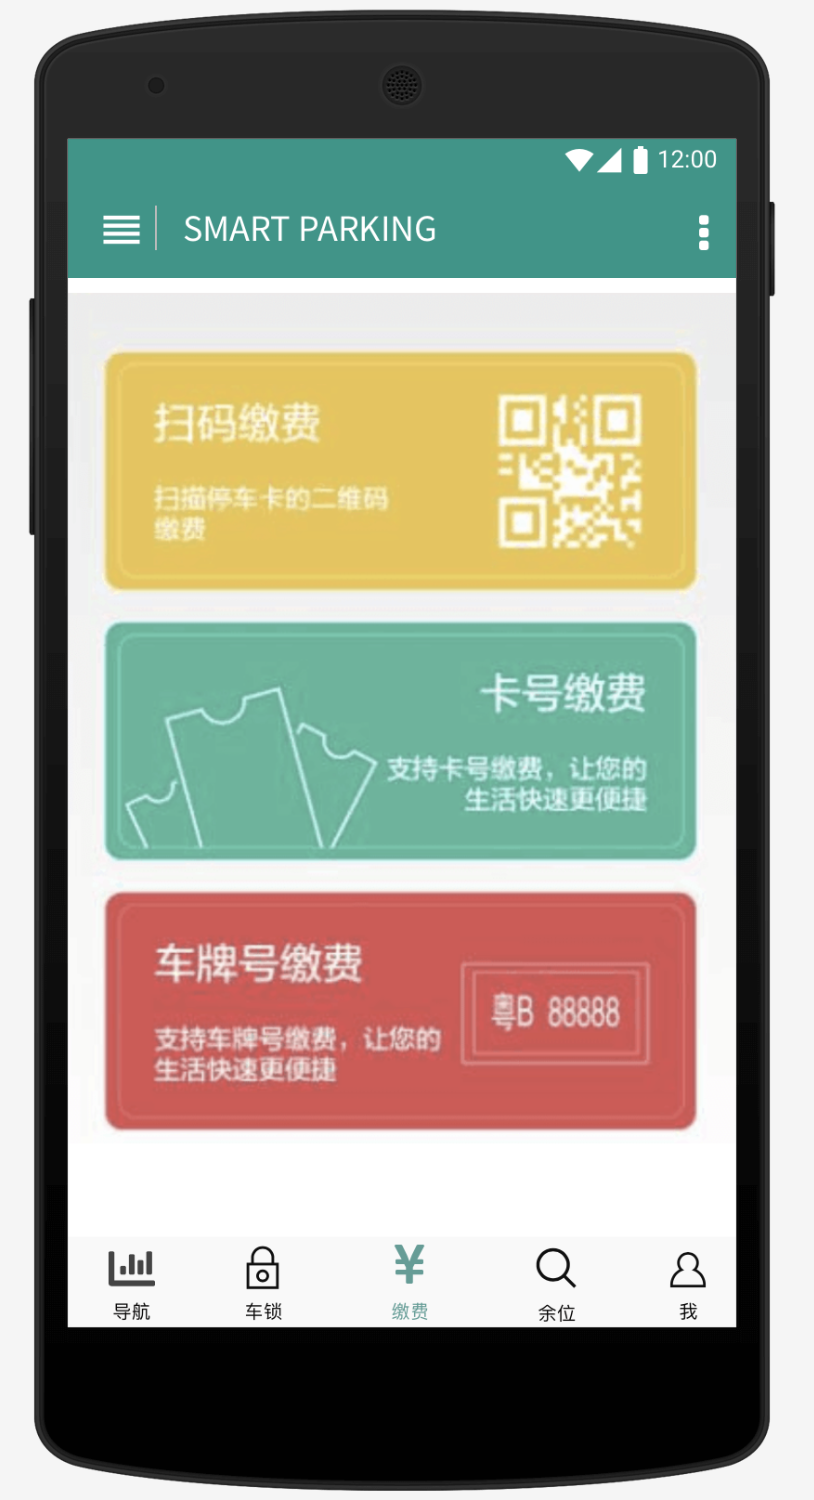 12:00
SMART PARKING
扫码缴费
扫描停车卡的二维码
缴费
卡号缴费
支持卡号缴费，让您的
生活快速更便捷
车牌号缴费
粤B 88888
支持车牌号缴费，让您的
生活快速更便捷
¥
导航
车锁
缴费
余位
我